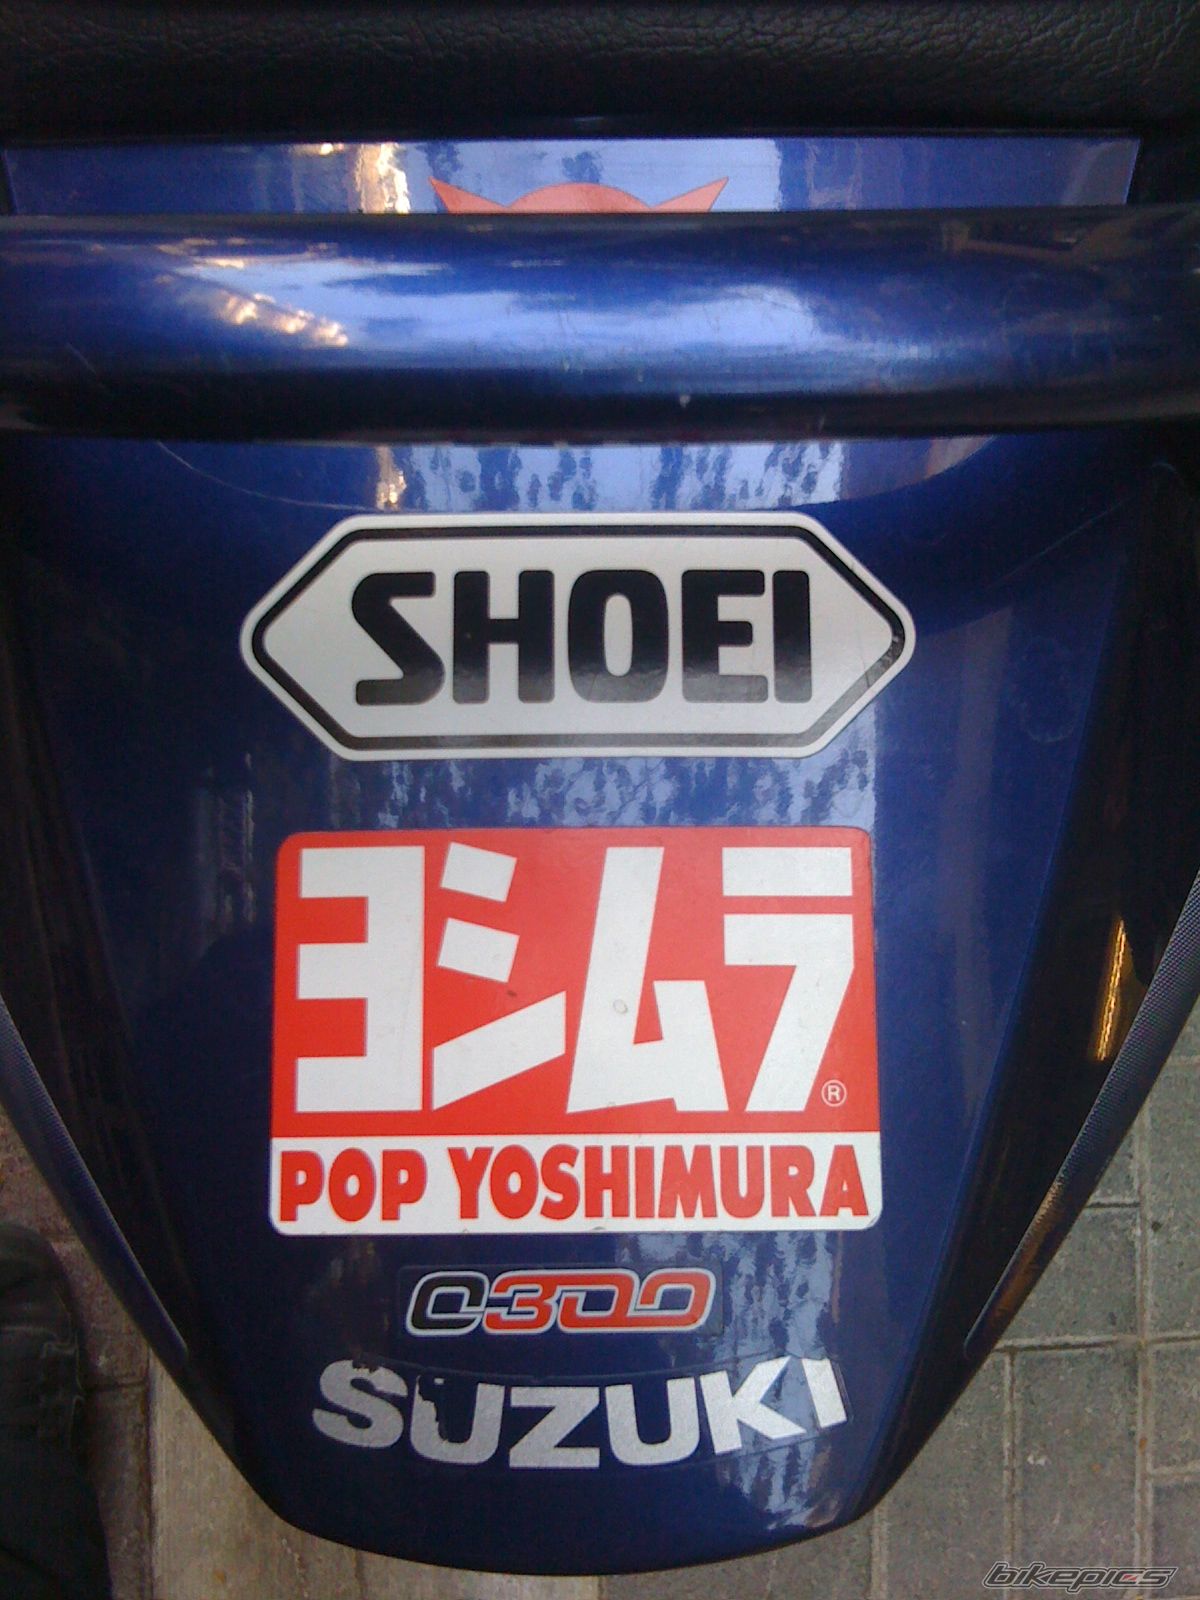 SHOEI
ヨシムラ
®
POP YOSHIMURA
C300
SUZUKI
bikepics